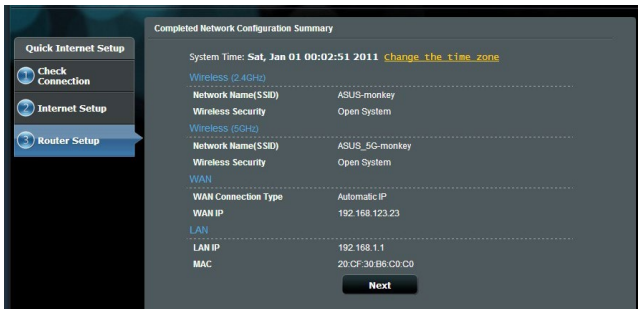 Completed Network Configuration Summary
Quick Internet Setup
1 Check
Connection
2 Internet Setup
3 Router Setup
System Time: Sat, Jan 01 00:02:51 2011 Change the time zone
Wireless (2.4GHz)
Network Name(SSID) ASUS-monkey
Wireless Security Open System
Wireless (5GHz)
Network Name(SSID) ASUS_5G-monkey
Wireless Security Open System
WAN
WAN Connection Type Automatic IP
WAN IP 192.168.123.23
LAN
LAN IP 192.168.1.1
MAC 20:CF:30:B6:C0:C0
Next